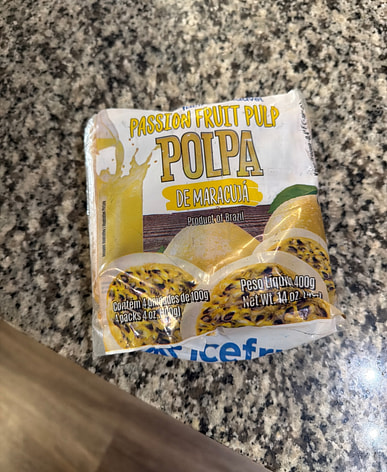 PASSION FRUIT PULP
POLPA
DE MARACUJÁ
Product of Brazil
Contém 4 unidades de 100g
4 packs 4 oz.
Peso Líquido 400g
Net Wt. 14 oz.
icefr